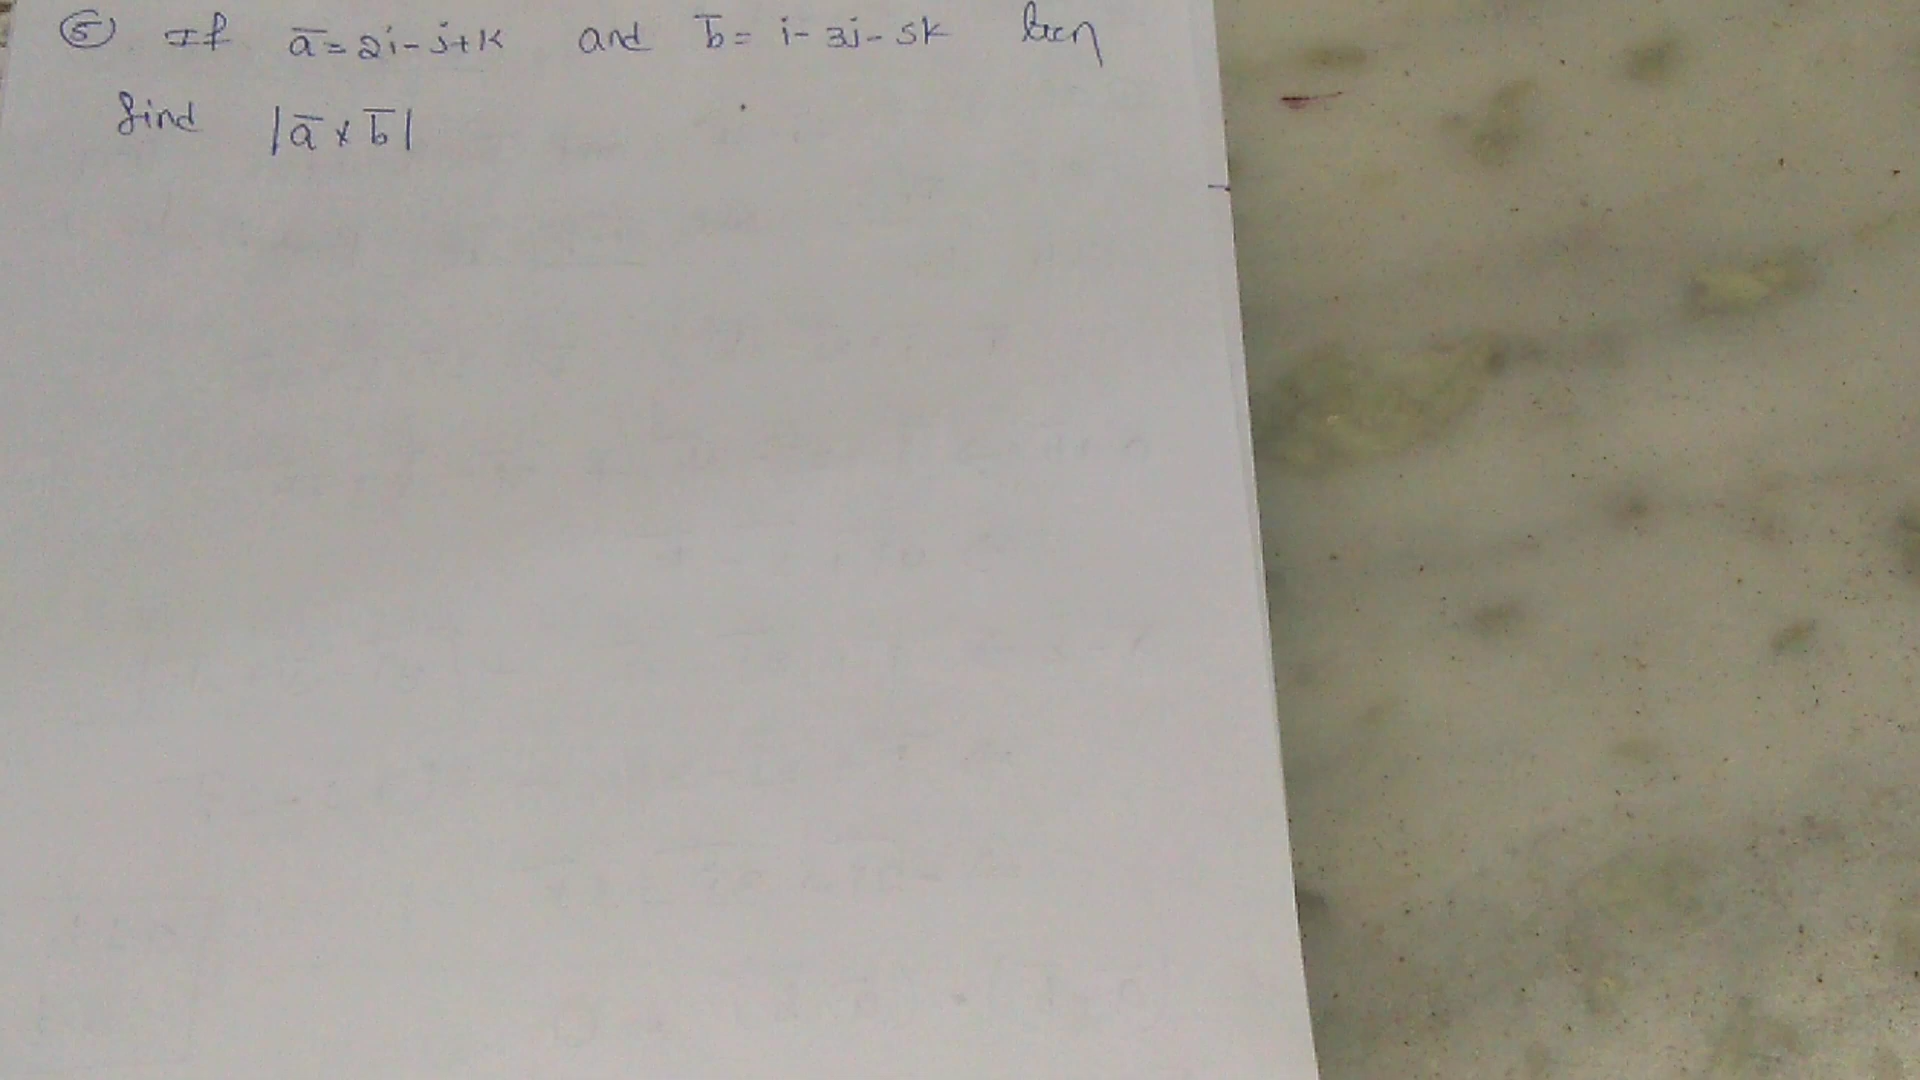 ⑤ If a̅ = 2i - j + k and b̅ = i - 3j - 5k then
find |a̅ x b̅|